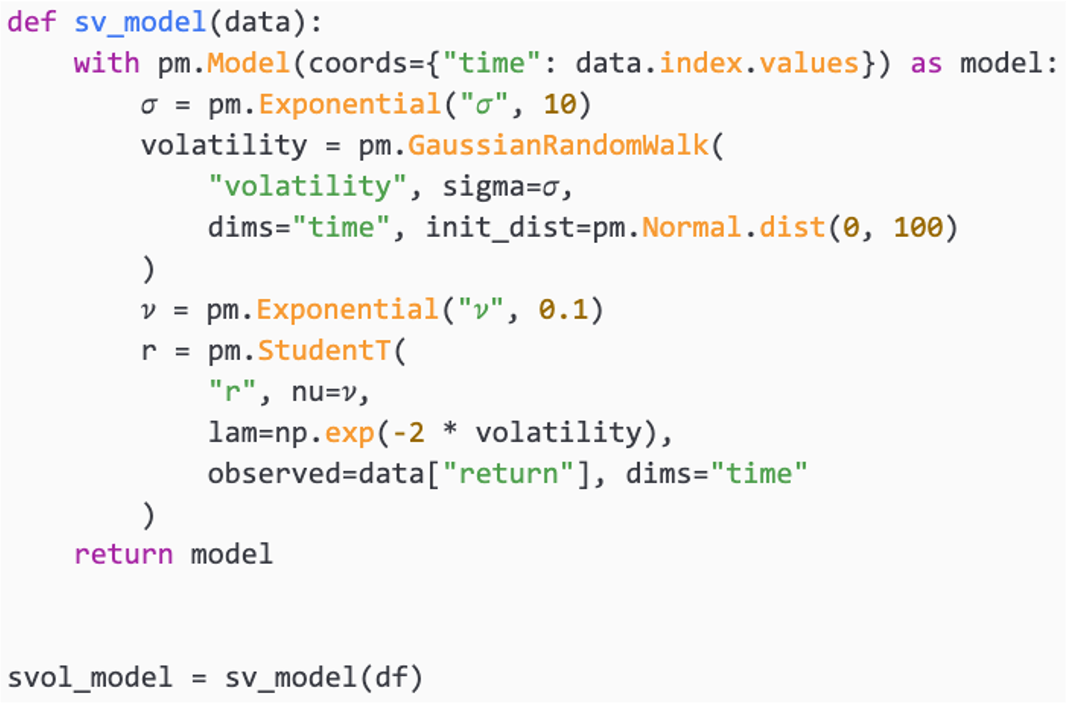 def sv_model(data):
    with pm.Model(coords={"time": data.index.values}) as model:
        σ = pm.Exponential("σ", 10)
        volatility = pm.GaussianRandomWalk(
            "volatility", sigma=σ,
            dims="time", init_dist=pm.Normal.dist(0, 100)
        )
        ν = pm.Exponential("ν", 0.1)
        r = pm.StudentT(
            "r", nu=ν,
            lam=np.exp(-2 * volatility),
            observed=data["return"], dims="time"
        )
    return model
svol_model = sv_model(df)